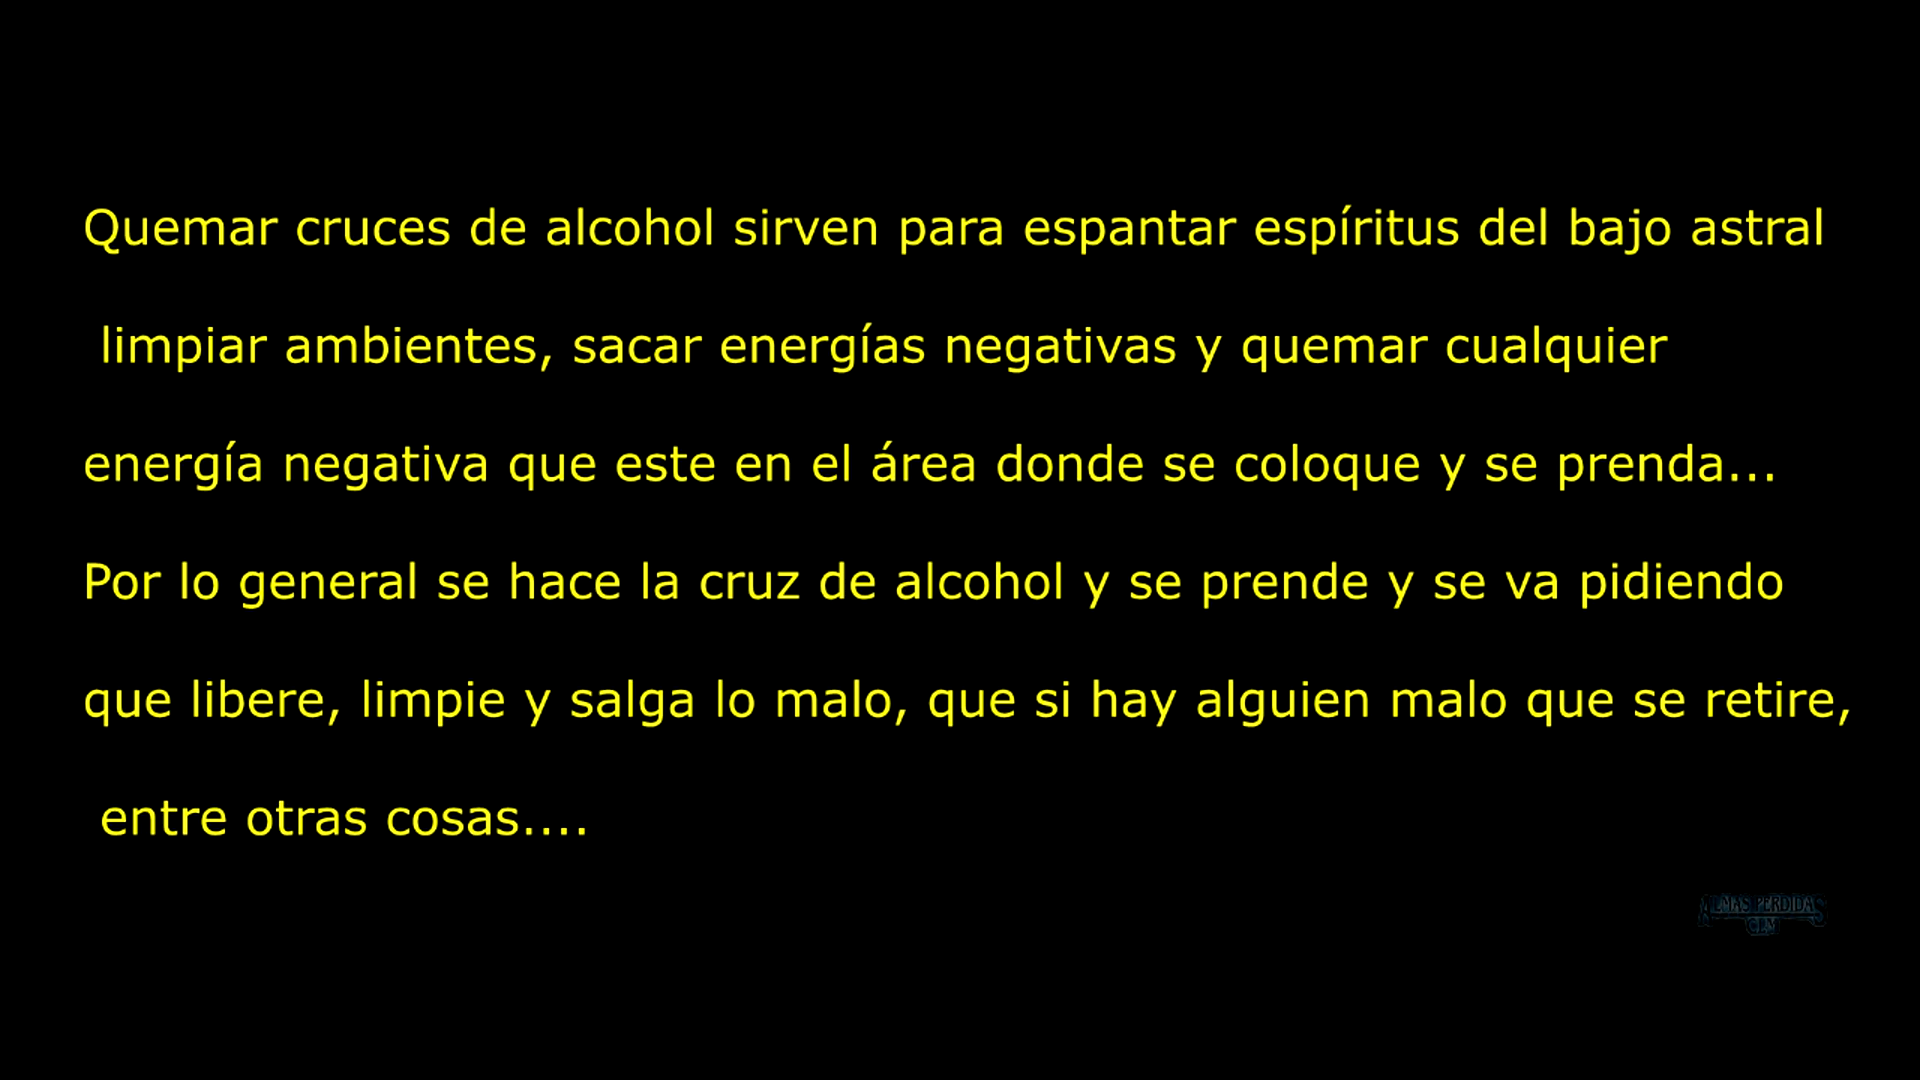 Quemar cruces de alcohol sirven para espantar espíritus del bajo astral
limpiar ambientes, sacar energías negativas y quemar cualquier
energía negativa que este en el área donde se coloque y se prenda...
Por lo general se hace la cruz de alcohol y se prende y se va pidiendo
que libere, limpie y salga lo malo, que si hay alguien malo que se retire,
entre otras cosas....
ALMAS PERDIDAS
CLM